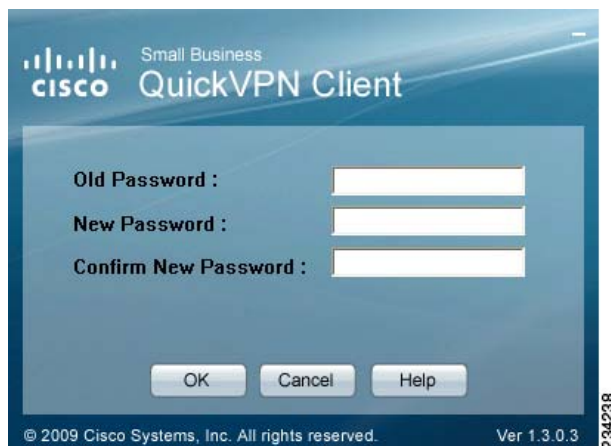 Small Business
CISCO QuickVPN Client
Old Password :
New Password :
Confirm New Password :
OK Cancel Help
© 2009 Cisco Systems, Inc. All rights reserved. Ver 1.3.0.3